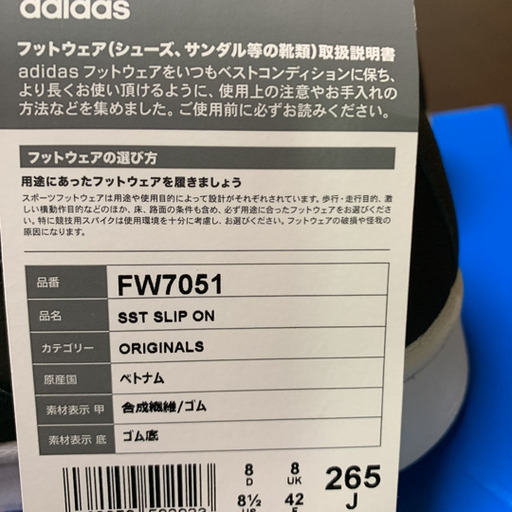 adidas
フットウェア(シューズ、サンダル等の靴類)取扱説明書
adidas フットウェアをいつもベストコンディションに保ち、
より長くお使い頂けるように、使用上の注意やお手入れの
方法などを集めました。ご使用前に必ずお読みください。
フットウェアの選び方
用途にあったフットウェアを履きましょう
スポーツフットウェアは用途や使用目的によって設計がそれぞれされています。歩行・走行目的、激
しい横動作目的などのほか、床、路面の条件も含め、必ず用途に合ったフットウェアをお選びくださ
い。特に競技用スパイクは使用環境を十分に考慮し、お選びください。フットウェアの破損や怪我の
原因になります。
品番 FW7051
品名 SST SLIP ON
カテゴリー ORIGINALS
原産国 ベトナム
素材表示 甲 合成繊維/ゴム
素材表示 底 ゴム底
8 8 265
D UK J
8½ 42